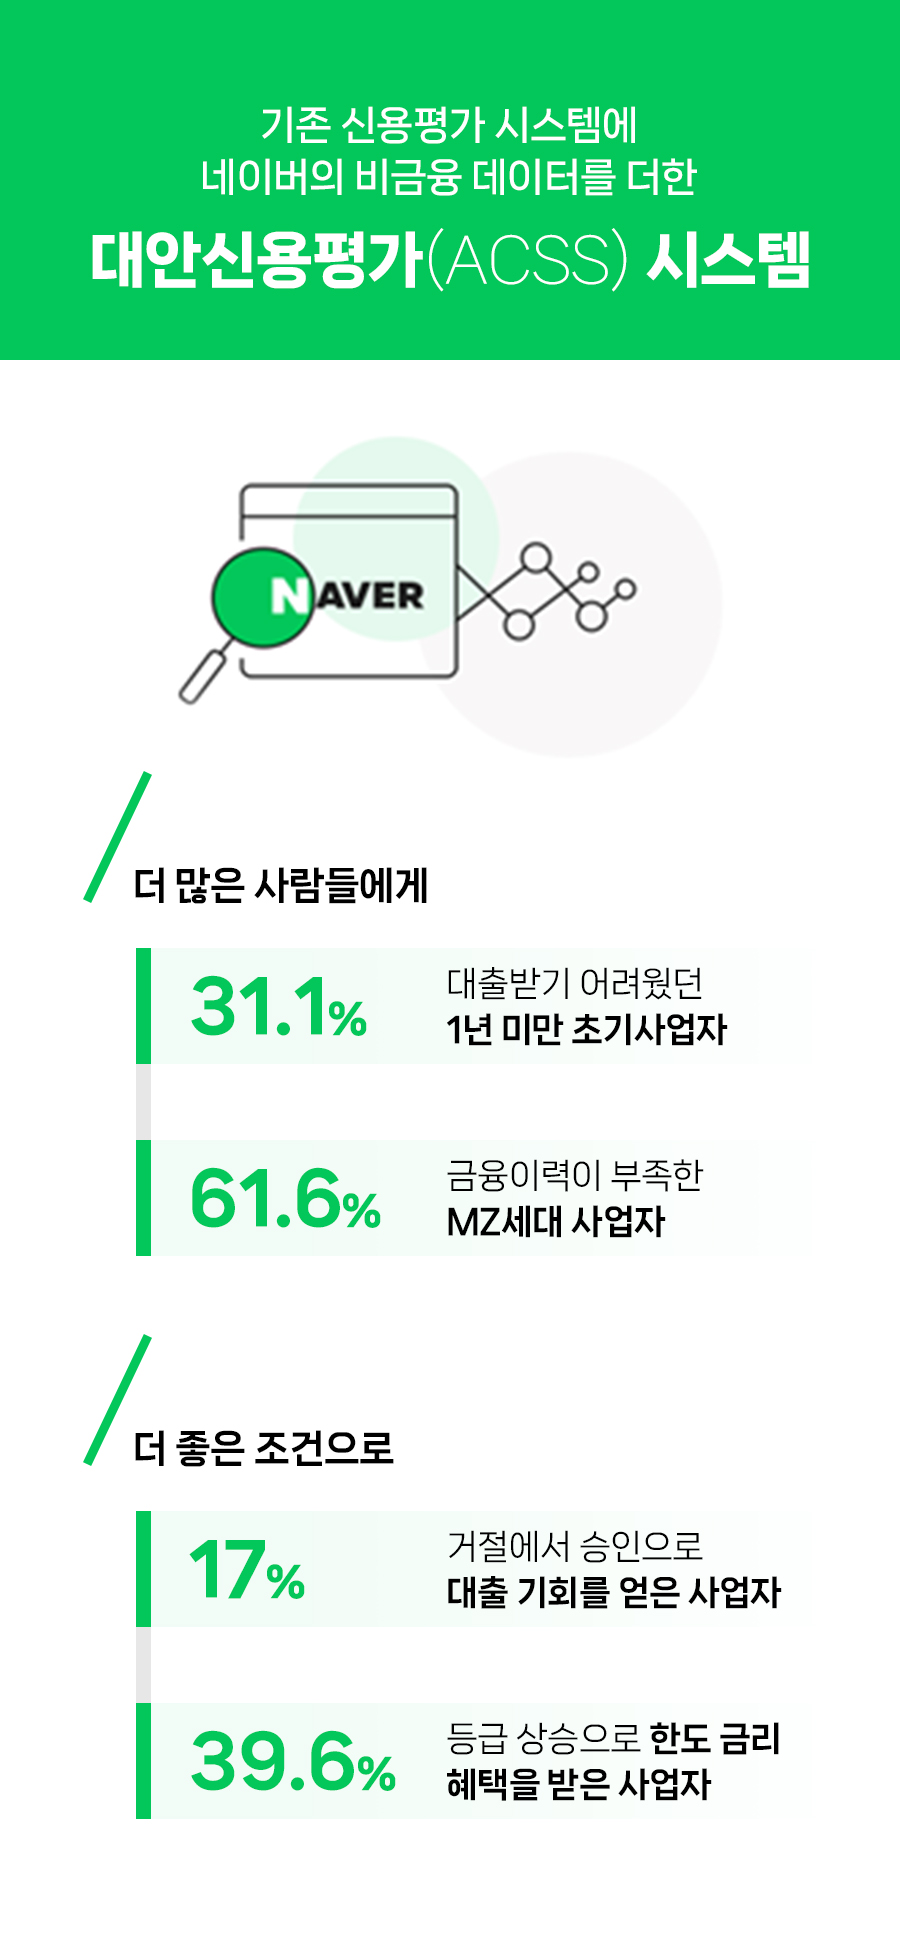 기존 신용평가 시스템에
네이버의 비금융 데이터를 더한
대안신용평가(ACSS) 시스템
NAVER
더 많은 사람들에게
31.1%
대출받기 어려웠던
1년 미만 초기사업자
61.6%
금융이력이 부족한
MZ세대 사업자
더 좋은 조건으로
17%
거절에서 승인으로
대출 기회를 얻은 사업자
39.6%
등급 상승으로 한도 금리
혜택을 받은 사업자